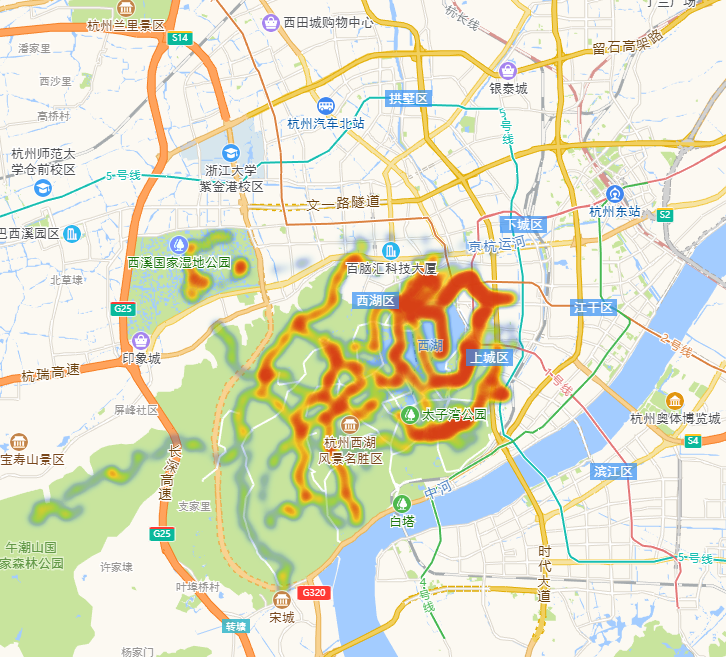 杭州兰里景区
西田城购物中心
杭长线
留石高架路
潘家里
S14
西沙里
银泰城
拱墅区
高桥村
杭州汽车北站
5号线
杭州师范大
学仓前校区
浙江大学
紫金港校区
5号线
杭州东站
文一路隧道
S2
下城区
巴西溪园区
京杭运河
西溪国家湿地公园
百脑汇科技大厦
北草埭
西湖区
江干区
G25
2号线
印象城
西湖
上城区
杭瑞高速
1号线
屏峰社区
太子湾公园
杭州奥体博览城
杭州西湖
风景名胜区
S4
宝寿山景区
长深高速
滨江区
中河
支家里
白塔
G25
午潮山国
家森林公园
时代大道
5号线
许家埭
叶埠桥村
4号线
G320
宋城
转塘
杨家门